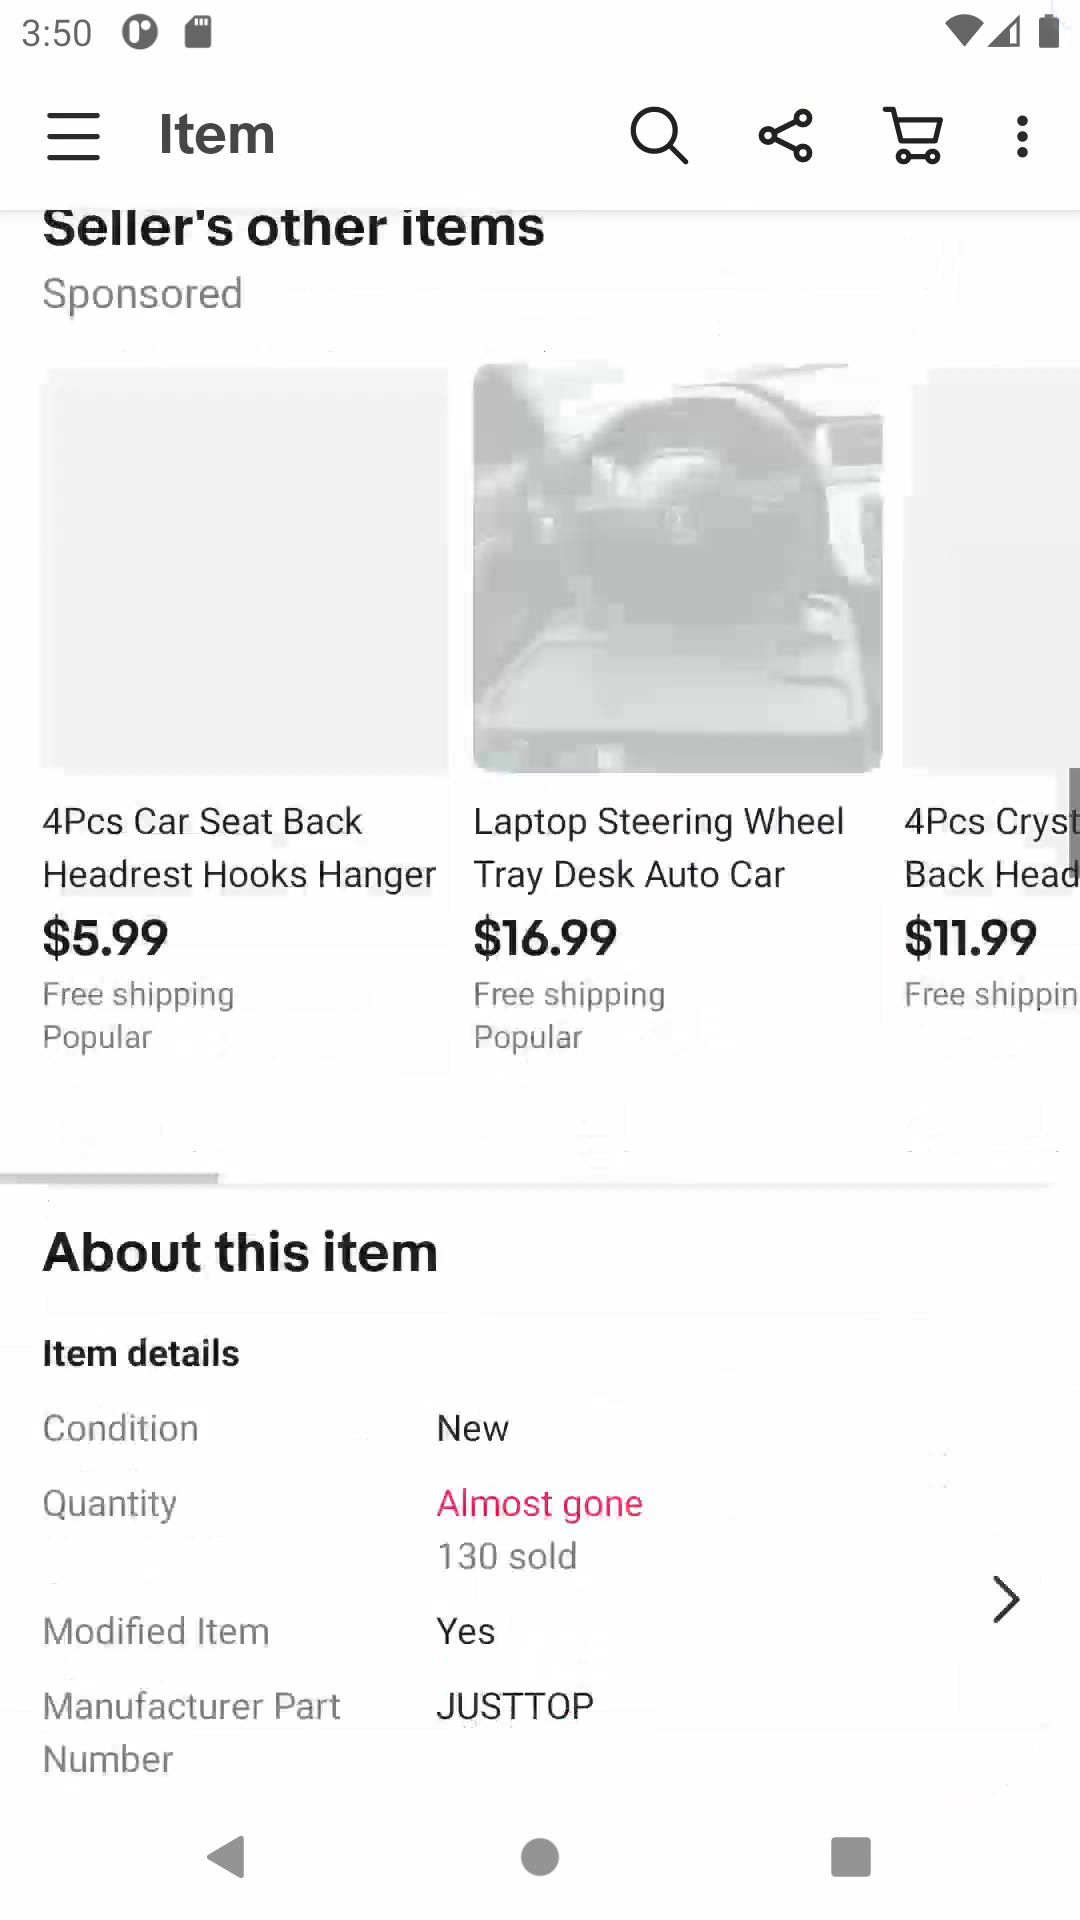 3:50
Item
Seller's other items
Sponsored
4Pcs Car Seat Back
Headrest Hooks Hanger
$5.99
Free shipping
Popular
Laptop Steering Wheel
Tray Desk Auto Car
$16.99
Free shipping
Popular
4Pcs Cryst
Back Head
$11.99
Free shippin
About this item
Item details
Condition New
Quantity Almost gone
130 sold
Modified Item Yes
Manufacturer Part JUSTTOP
Number